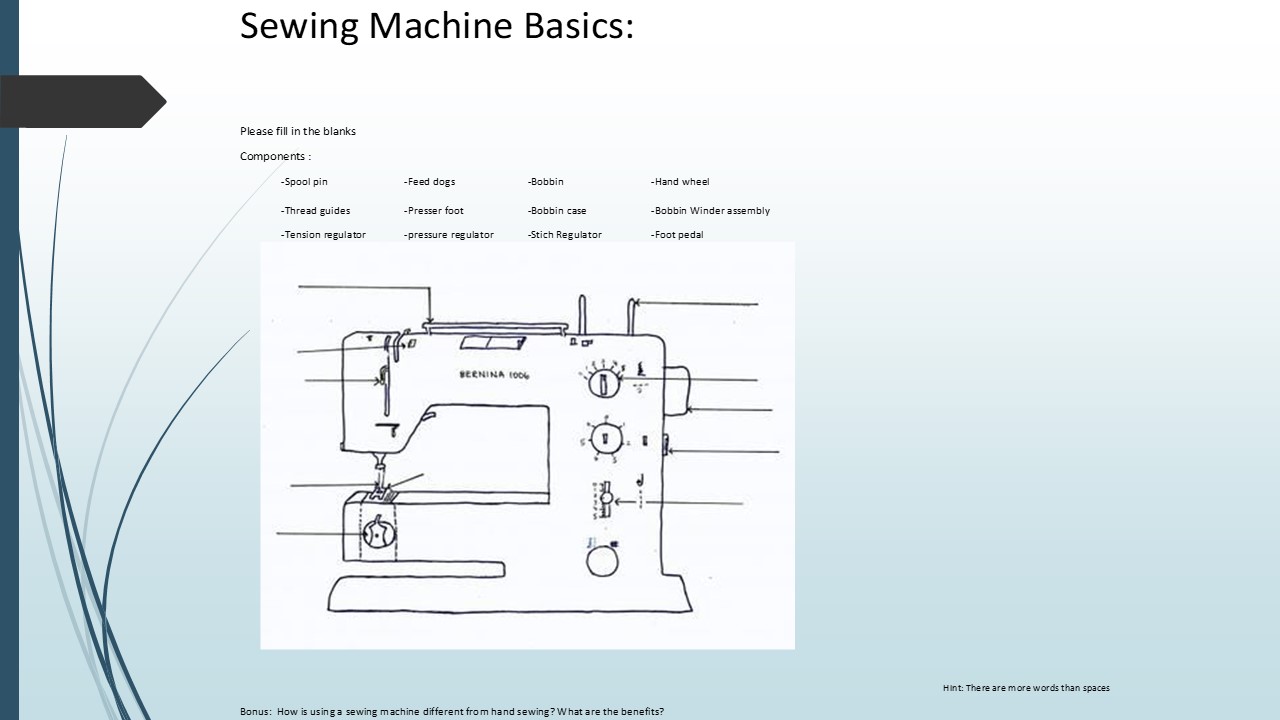 Sewing Machine Basics:
Please fill in the blanks
Components :
-Spool pin -Feed dogs -Bobbin -Hand wheel
-Thread guides -Presser foot -Bobbin case -Bobbin Winder assembly
-Tension regulator -pressure regulator -Stich Regulator -Foot pedal
BERNINA 1006
Hint: There are more words than spaces
Bonus: How is using a sewing machine different from hand sewing? What are the benefits?